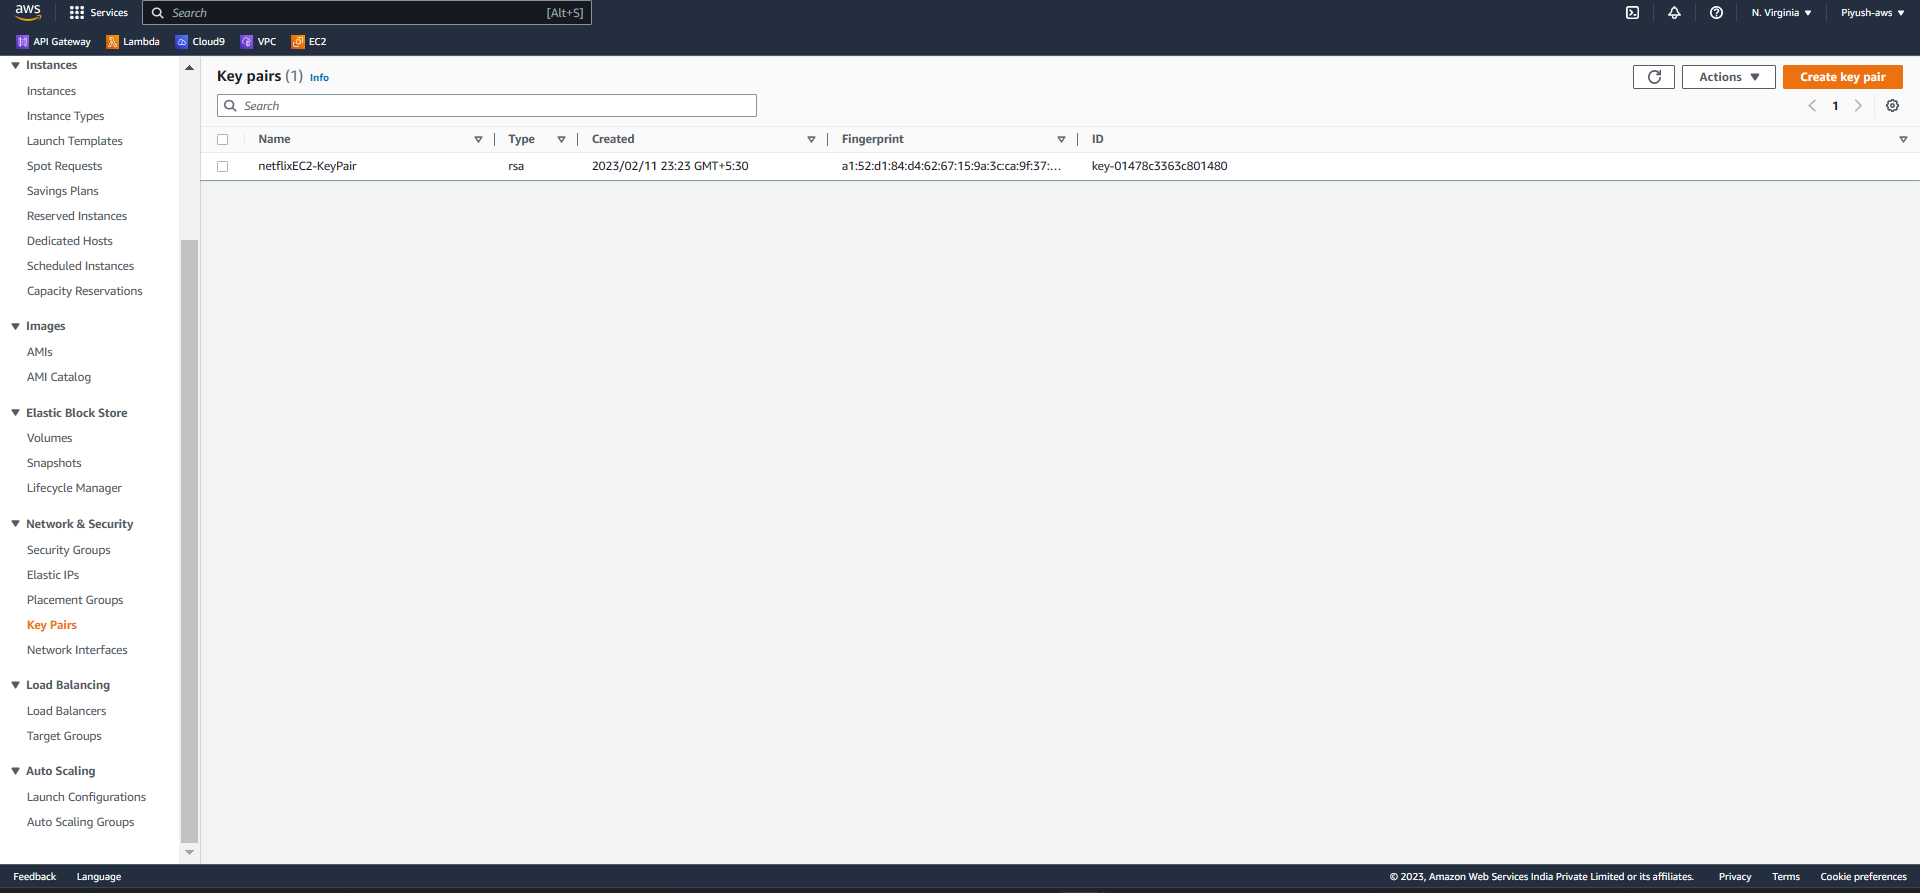 aws
Services
Search
[Alt+S]
N. Virginia
Piyush-aws
API Gateway
Lambda
Cloud9
VPC
EC2
Instances
Instances
Instance Types
Launch Templates
Spot Requests
Savings Plans
Reserved Instances
Dedicated Hosts
Scheduled Instances
Capacity Reservations
Images
AMIs
AMI Catalog
Elastic Block Store
Volumes
Snapshots
Lifecycle Manager
Network & Security
Security Groups
Elastic IPs
Placement Groups
Key Pairs
Network Interfaces
Load Balancing
Load Balancers
Target Groups
Auto Scaling
Launch Configurations
Auto Scaling Groups
Key pairs (1) Info
Actions
Create key pair
Search
1
Name Type Created Fingerprint ID
netflixEC2-KeyPair rsa 2023/02/11 23:23 GMT+5:30 a1:52:d1:84:d4:62:67:15:9a:3c:ca:9f:37:... key-01478c3363c801480
Feedback Language © 2023, Amazon Web Services India Private Limited or its affiliates. Privacy Terms Cookie preferences